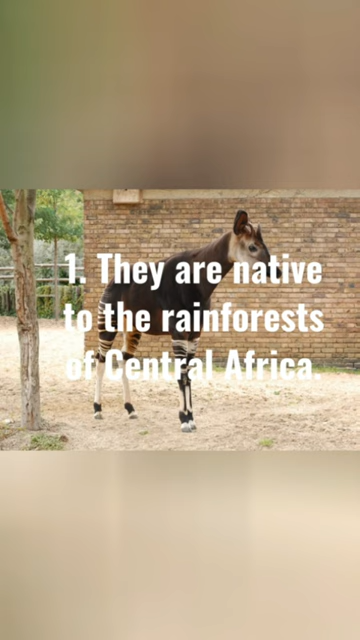 1. They are native
to the rainforests
of Central Africa.